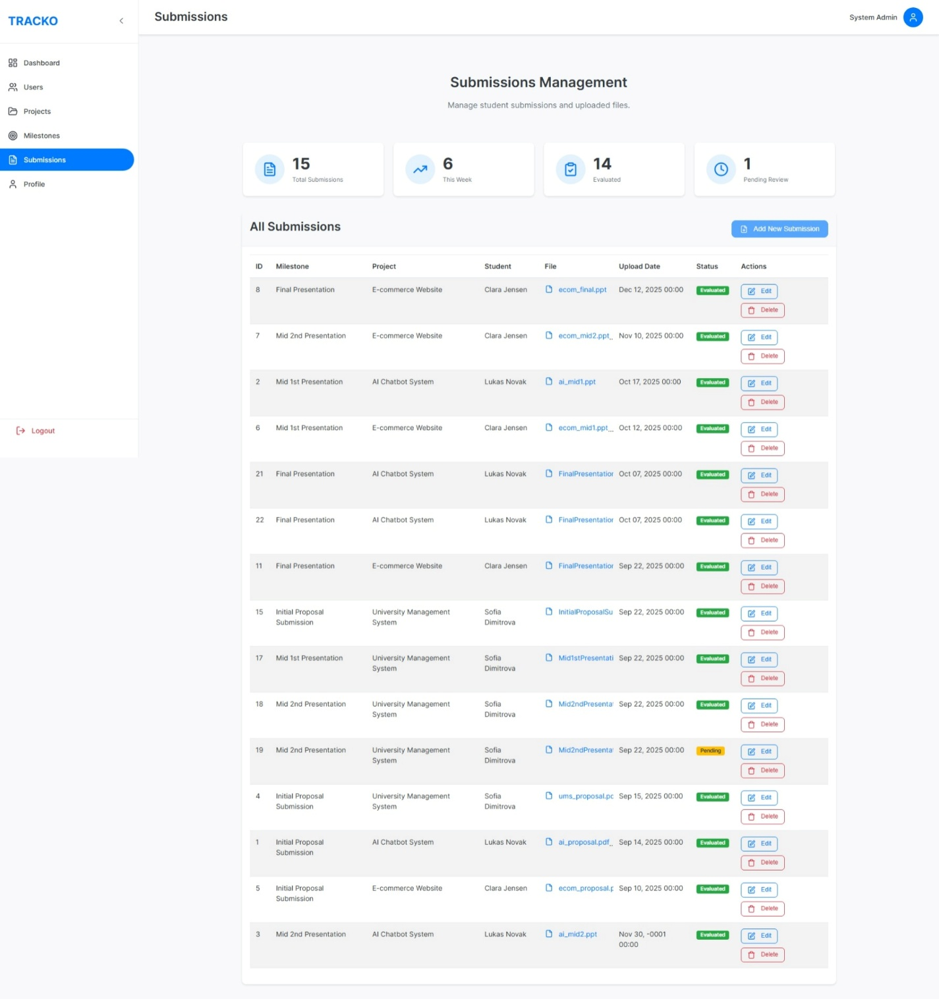 TRACKO
Submissions
System Admin
Dashboard
Users
Projects
Milestones
Submissions
Profile
Logout
Submissions Management
Manage student submissions and uploaded files.
15
Total Submissions
6
This Week
14
Evaluated
1
Pending Review
All Submissions
Add New Submission
ID Milestone Project Student File Upload Date Status Actions
8 Final Presentation E-commerce Website Clara Jensen ecom_final.ppt Dec 12, 2025 00:00 Evaluated Edit
Delete
7 Mid 2nd Presentation E-commerce Website Clara Jensen ecom_mid2.ppt Nov 10, 2025 00:00 Evaluated Edit
Delete
2 Mid 1st Presentation AI Chatbot System Lukas Novak ai_mid1.ppt Oct 17, 2025 00:00 Evaluated Edit
Delete
6 Mid 1st Presentation E-commerce Website Clara Jensen ecom_mid1.ppt Oct 12, 2025 00:00 Evaluated Edit
Delete
21 Final Presentation AI Chatbot System Lukas Novak FinalPresentation Oct 07, 2025 00:00 Evaluated Edit
Delete
22 Final Presentation AI Chatbot System Lukas Novak FinalPresentation Oct 07, 2025 00:00 Evaluated Edit
Delete
11 Final Presentation E-commerce Website Clara Jensen FinalPresentation Sep 22, 2025 00:00 Evaluated Edit
Delete
15 Initial Proposal University Management Sofia InitialProposalSu Sep 22, 2025 00:00 Evaluated Edit
Submission System Dimitrova Delete
17 Mid 1st Presentation University Management Sofia Mid1stPresentati Sep 22, 2025 00:00 Evaluated Edit
System Dimitrova Delete
18 Mid 2nd Presentation University Management Sofia Mid2ndPresenta Sep 22, 2025 00:00 Evaluated Edit
System Dimitrova Delete
19 Mid 2nd Presentation University Management Sofia Mid2ndPresenta Sep 22, 2025 00:00 Pending Edit
System Dimitrova Delete
4 Initial Proposal University Management Sofia ums_proposal.pc Sep 15, 2025 00:00 Evaluated Edit
Submission System Dimitrova Delete
1 Initial Proposal AI Chatbot System Lukas Novak ai_proposal.pdf Sep 14, 2025 00:00 Evaluated Edit
Submission Delete
5 Initial Proposal E-commerce Website Clara Jensen ecom_proposal.p Sep 10, 2025 00:00 Evaluated Edit
Submission Delete
3 Mid 2nd Presentation AI Chatbot System Lukas Novak ai_mid2.ppt Nov 30, -0001 Evaluated Edit
00:00 Delete